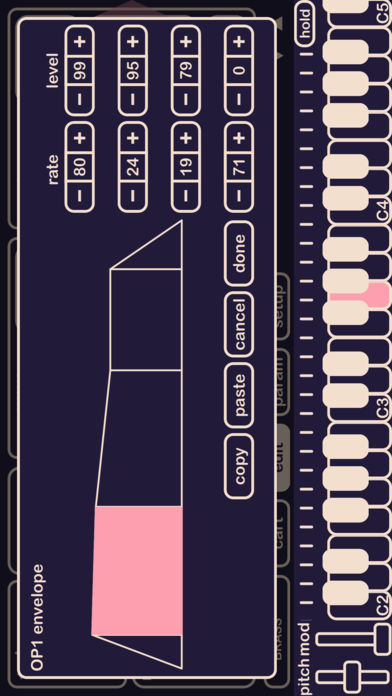 OP1 envelope
rate level
− 80 + − 99 +
− 24 + − 95 +
− 19 + − 79 +
copy paste cancel done − 71 + − 0 +
BRASS cart edit param setup
pitch mod hold
C2 C3 C4 C5